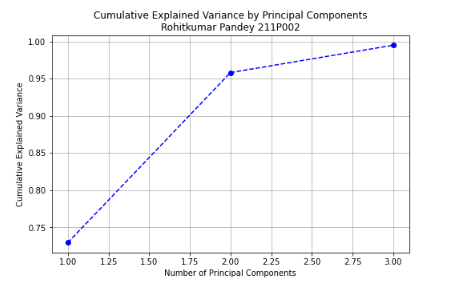 Cumulative Explained Variance by Principal Components
Rohitkumar Pandey 211P002
1.00
0.95
0.90
0.85
0.80
0.75
Cumulative Explained Variance
1.00 1.25 1.50 1.75 2.00 2.25 2.50 2.75 3.00
Number of Principal Components